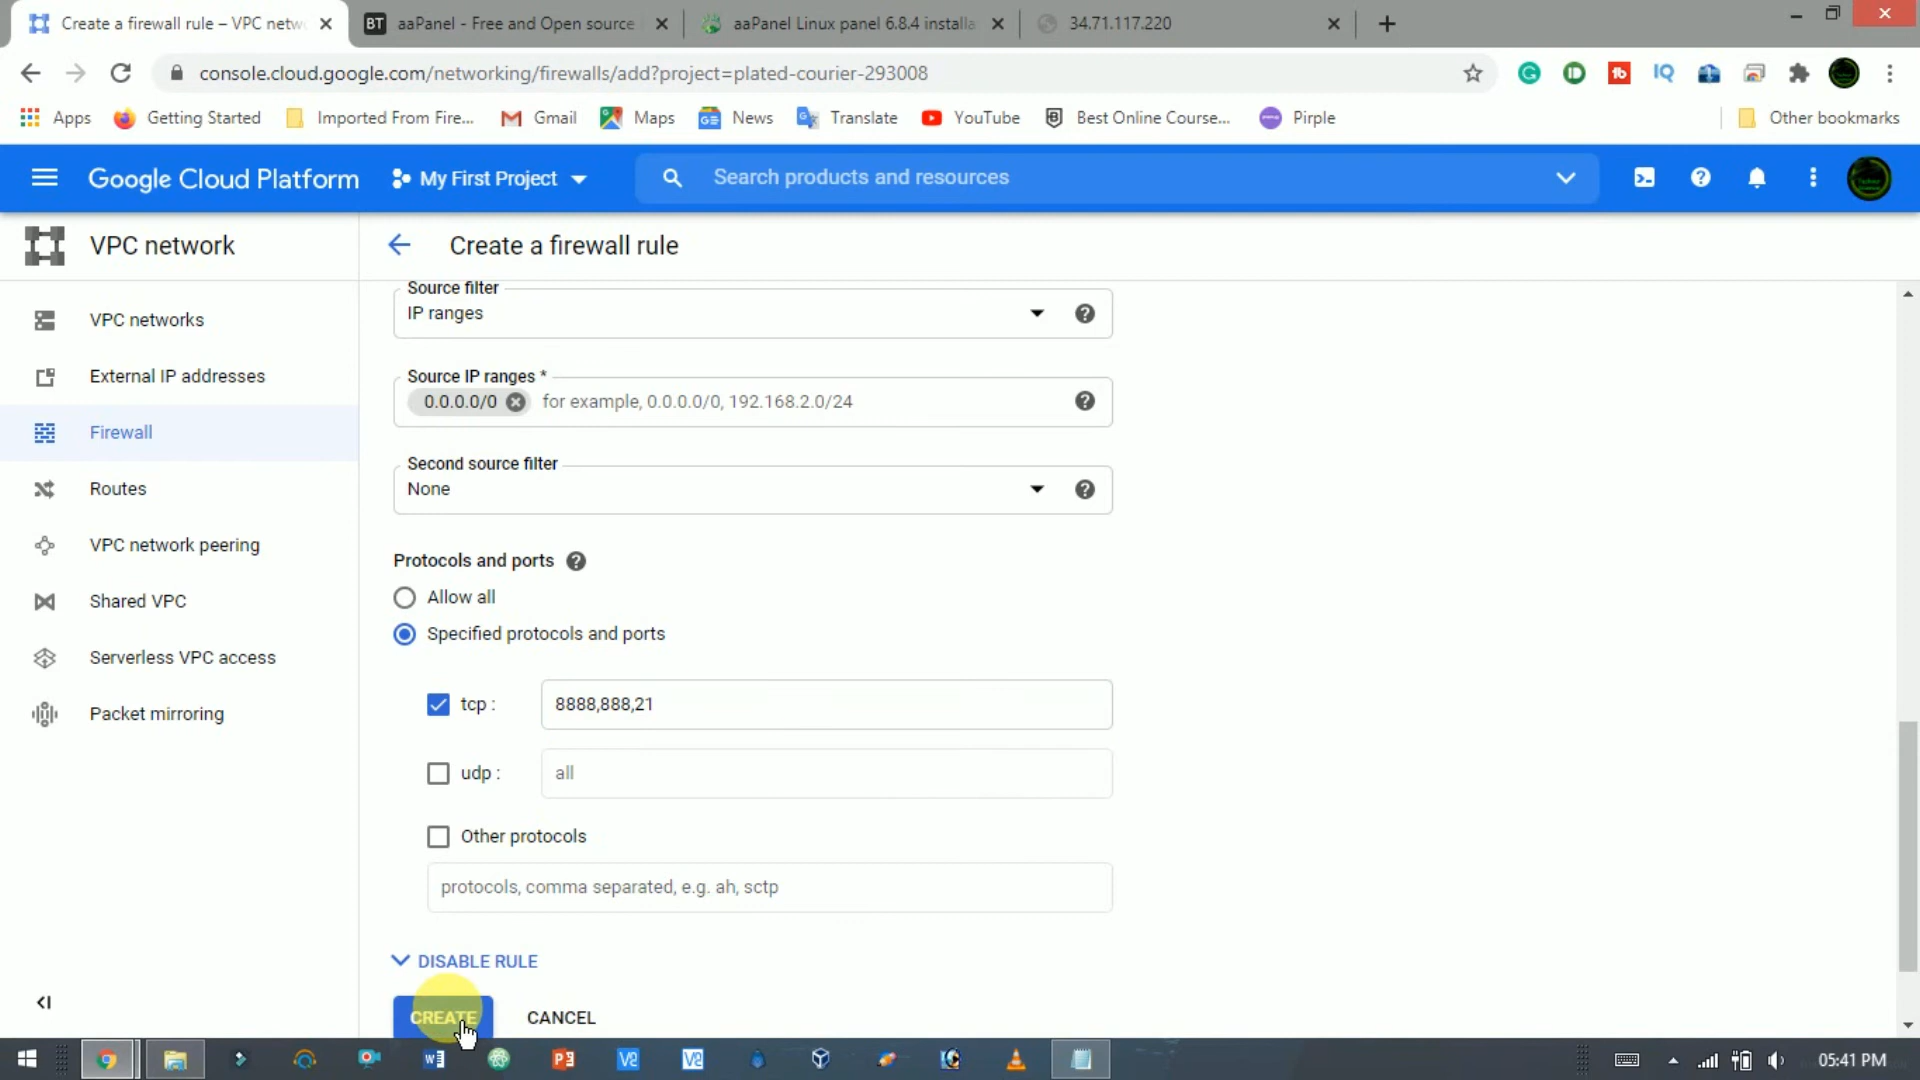 Create a firewall rule – VPC netw
aaPanel - Free and Open source
aaPanel Linux panel 6.8.4 installa
34.71.117.220
console.cloud.google.com/networking/firewalls/add?project=plated-courier-293008
Apps
Getting Started
Imported From Fire...
Gmail
Maps
News
Translate
YouTube
Best Online Course...
Pirple
Other bookmarks
Google Cloud Platform
My First Project
Search products and resources
VPC network
Create a firewall rule
VPC networks
External IP addresses
Firewall
Routes
VPC network peering
Shared VPC
Serverless VPC access
Packet mirroring
Source filter
IP ranges
Source IP ranges *
0.0.0.0/0 for example, 0.0.0.0/0, 192.168.2.0/24
Second source filter
None
Protocols and ports
Allow all
Specified protocols and ports
tcp : 8888,888,21
udp : all
Other protocols
protocols, comma separated, e.g. ah, sctp
DISABLE RULE
CREATE
CANCEL
05:41 PM